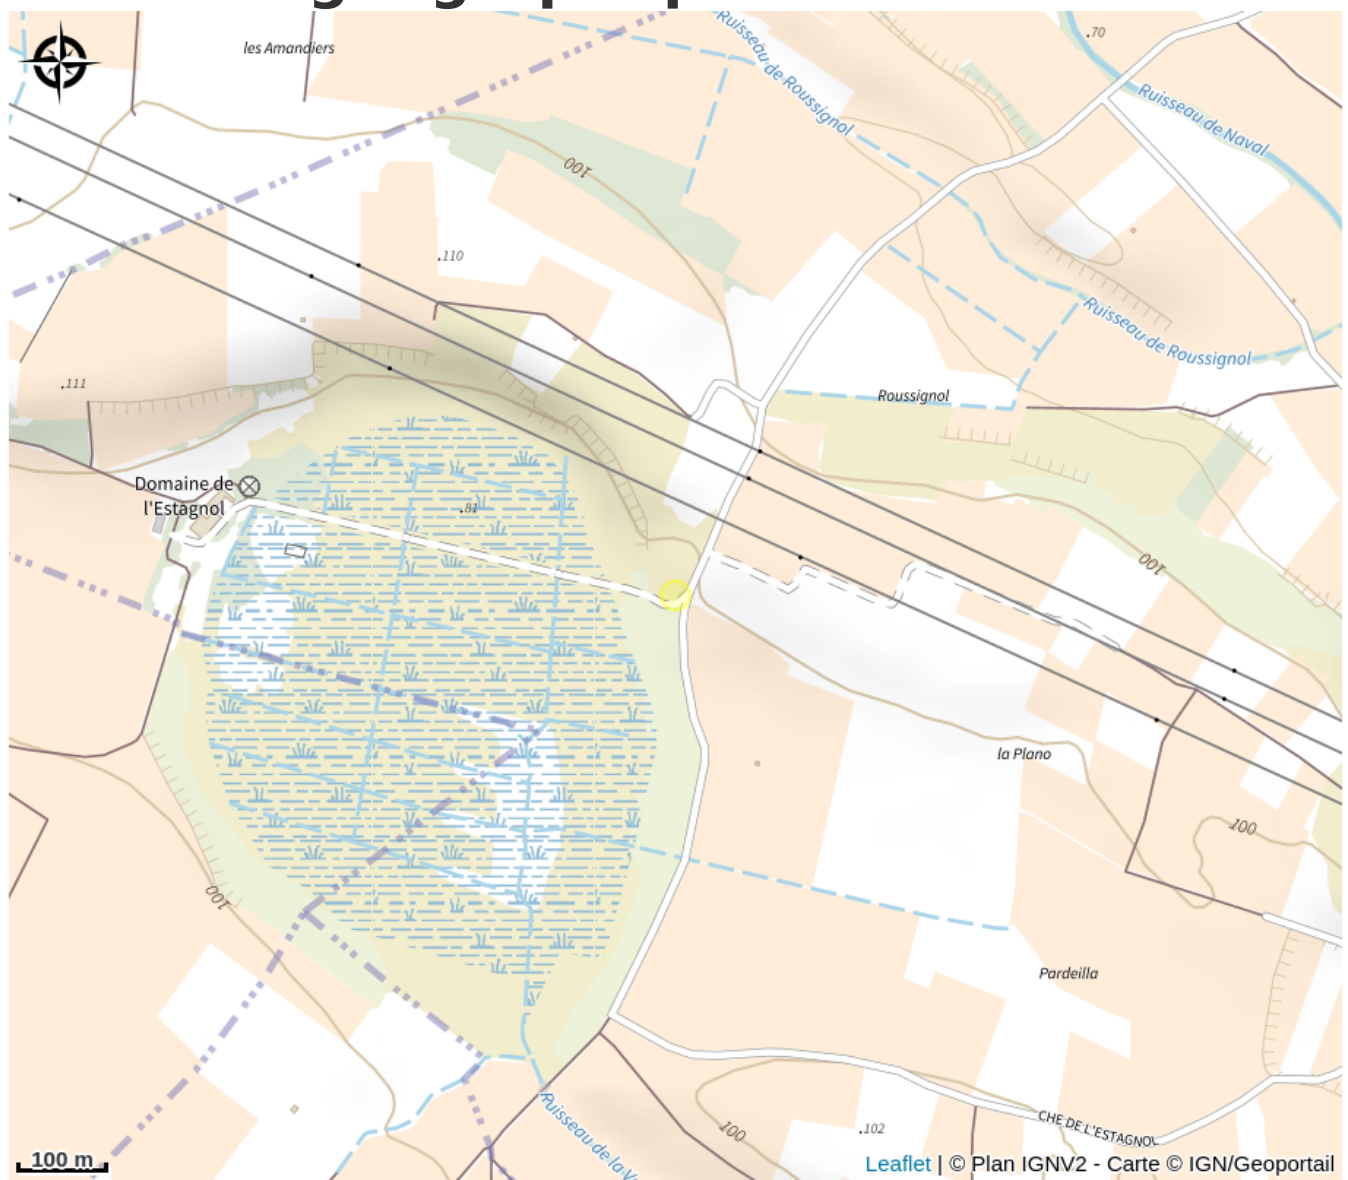 les Amandiers
.70
Ruisseau de Roussignol
Ruisseau de Naval
100
.110
Ruisseau de Roussignol
.111
Roussignol
Domaine de
l'Estagnol
.81
100
la Plano
100
100
Pardeilla
CHE DE L'ESTAGNOL
Ruisseau de la
100
.102
100 m
Leaflet | © Plan IGNV2 - Carte © IGN/Geoportail